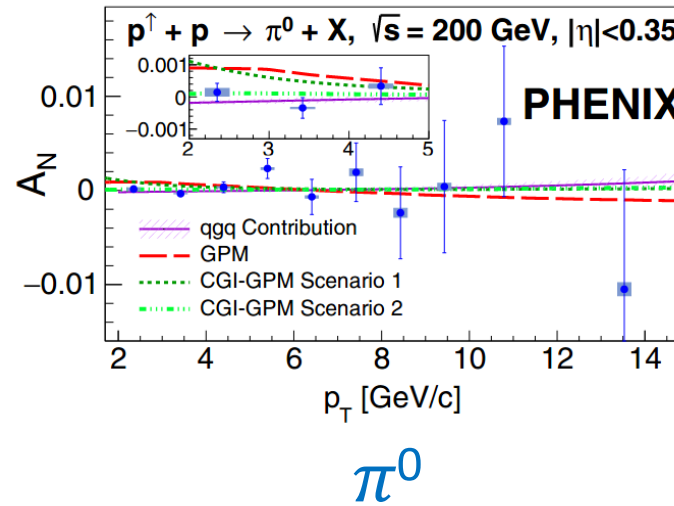 p↑ + p → π⁰ + X, √s = 200 GeV, |η|<0.35
PHENIX
0.001
0
−0.001
2 3 4 5
0.01
0
−0.01
A_N
qgq Contribution
GPM
CGI-GPM Scenario 1
CGI-GPM Scenario 2
2 4 6 8 10 12 14
p_T [GeV/c]
π⁰